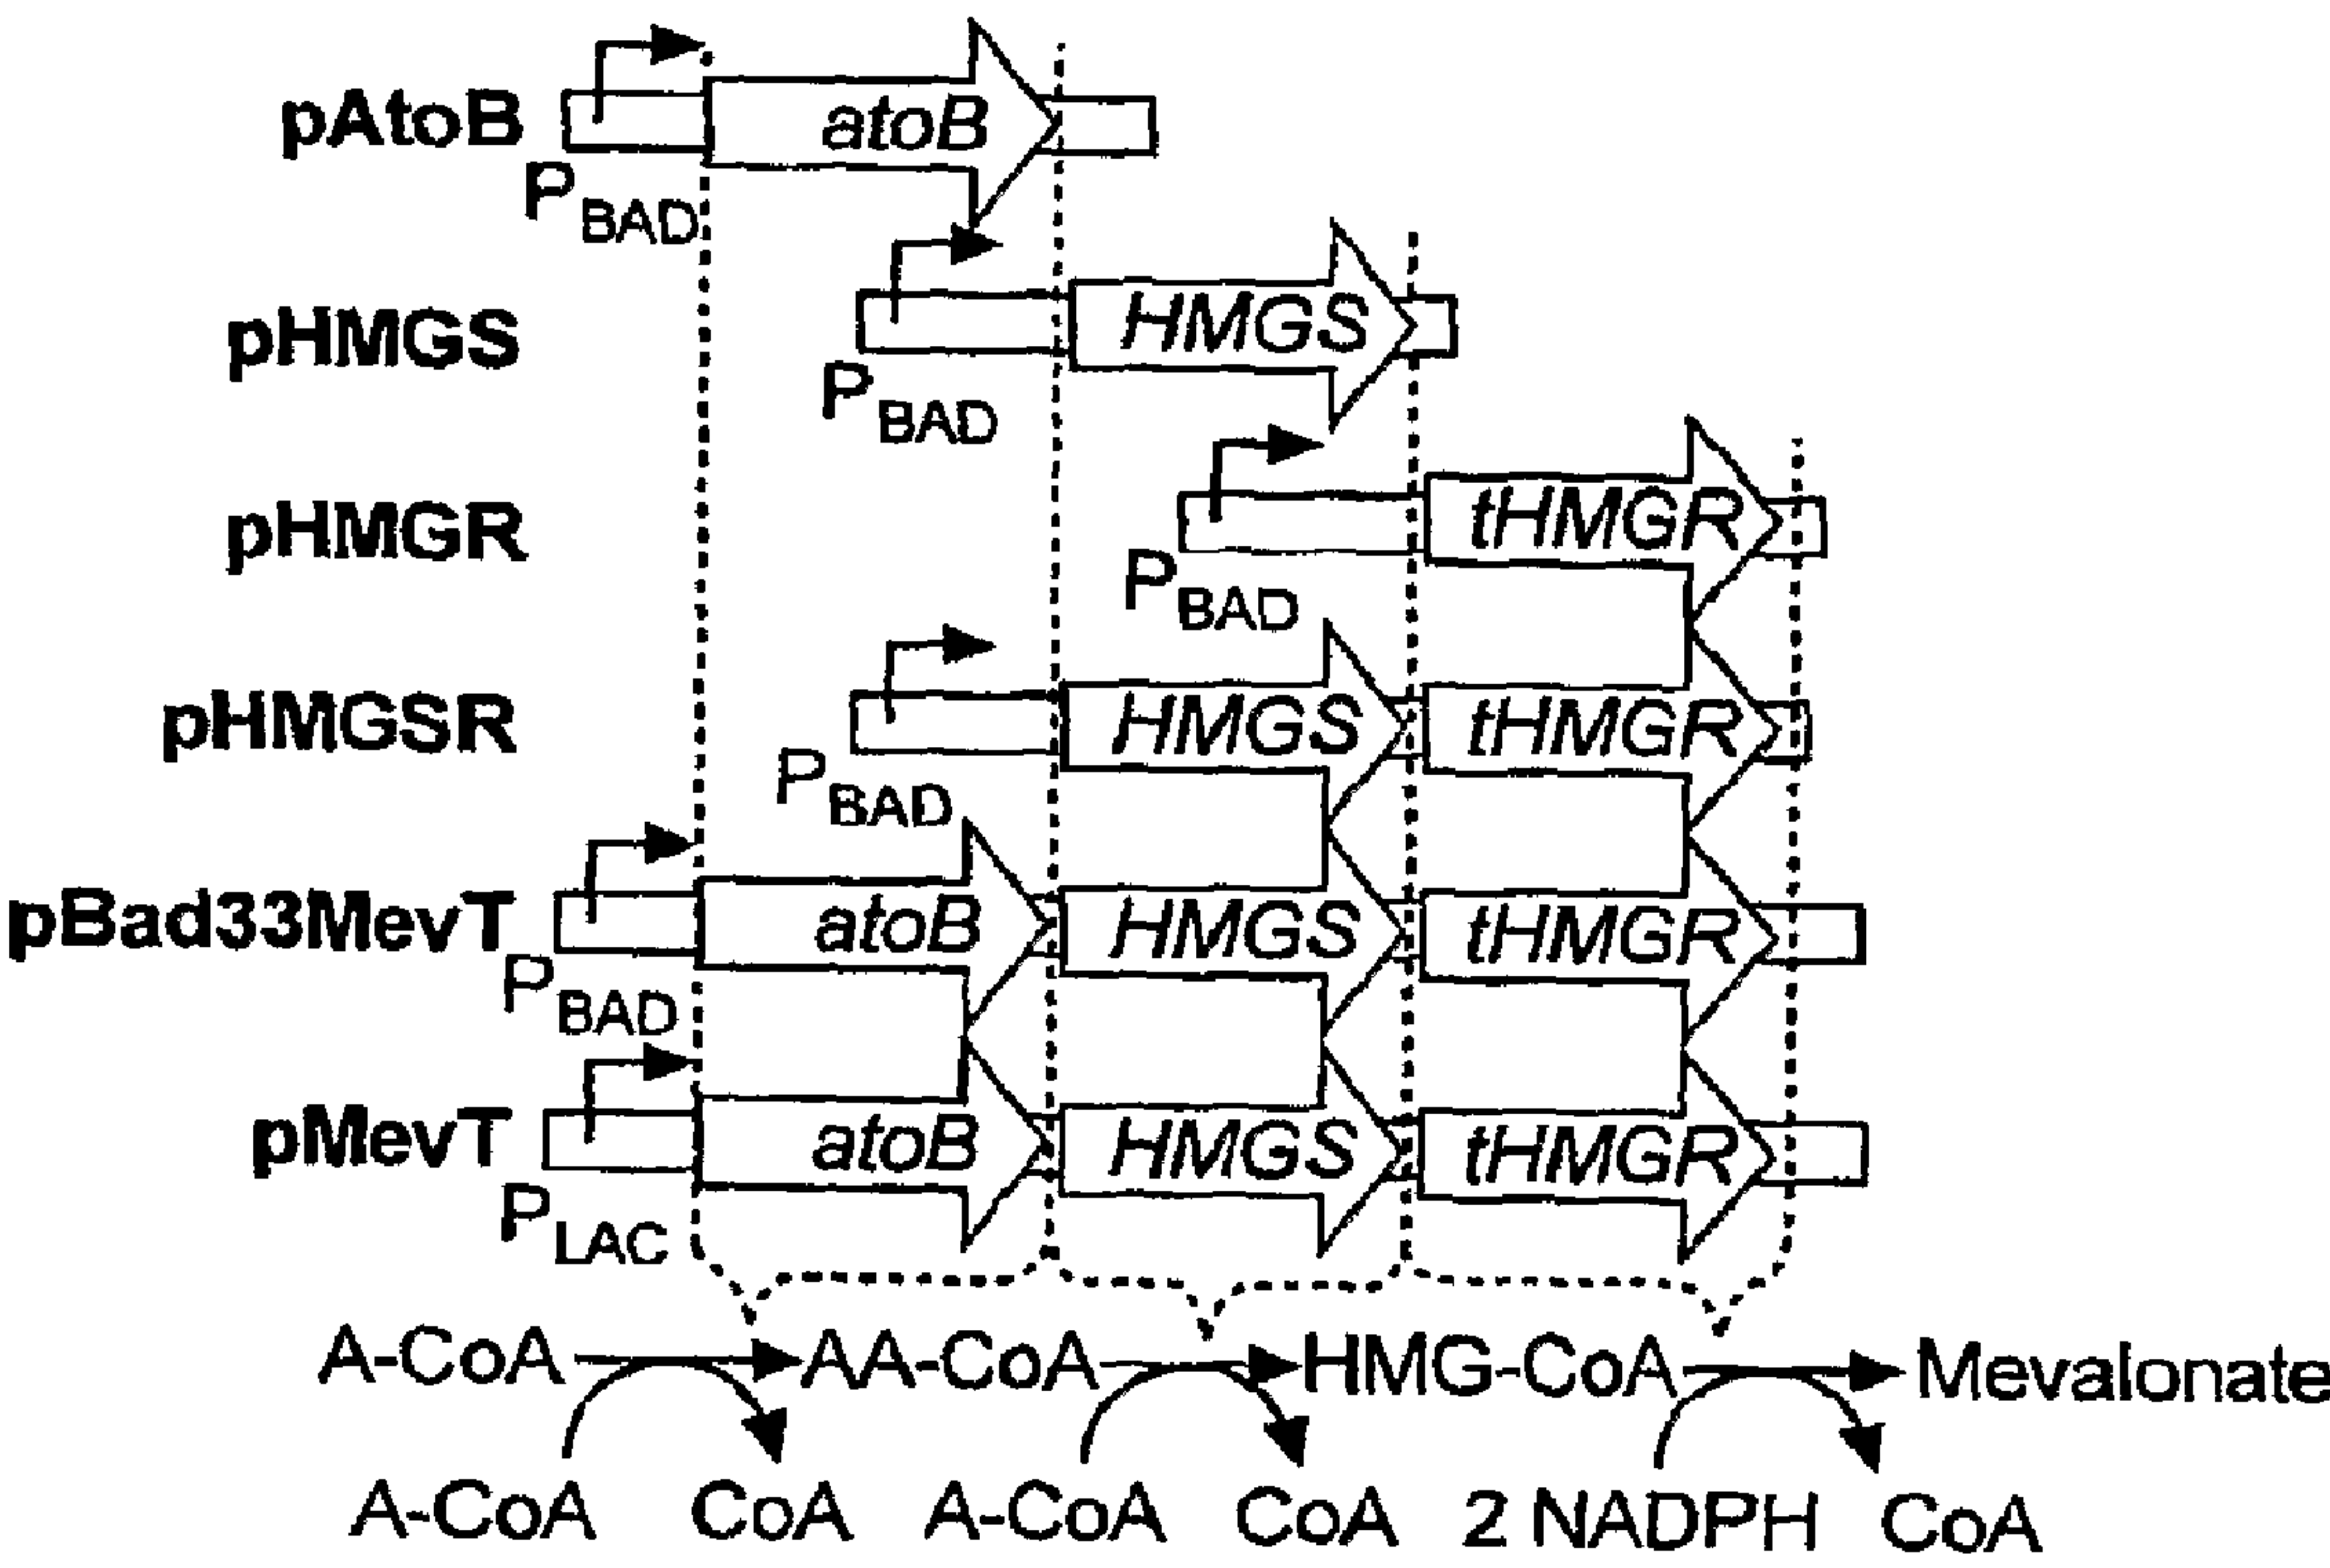 pAtoB atoB
PBAD
pHMGS HMGS
PBAD
pHMGR tHMGR
PBAD
pHMGSR HMGS tHMGR
PBAD
pBad33MevT atoB HMGS tHMGR
PBAD
pMevT atoB HMGS tHMGR
PLAC
A-CoA AA-CoA HMG-CoA Mevalonate
A-CoA CoA A-CoA CoA 2 NADPH CoA